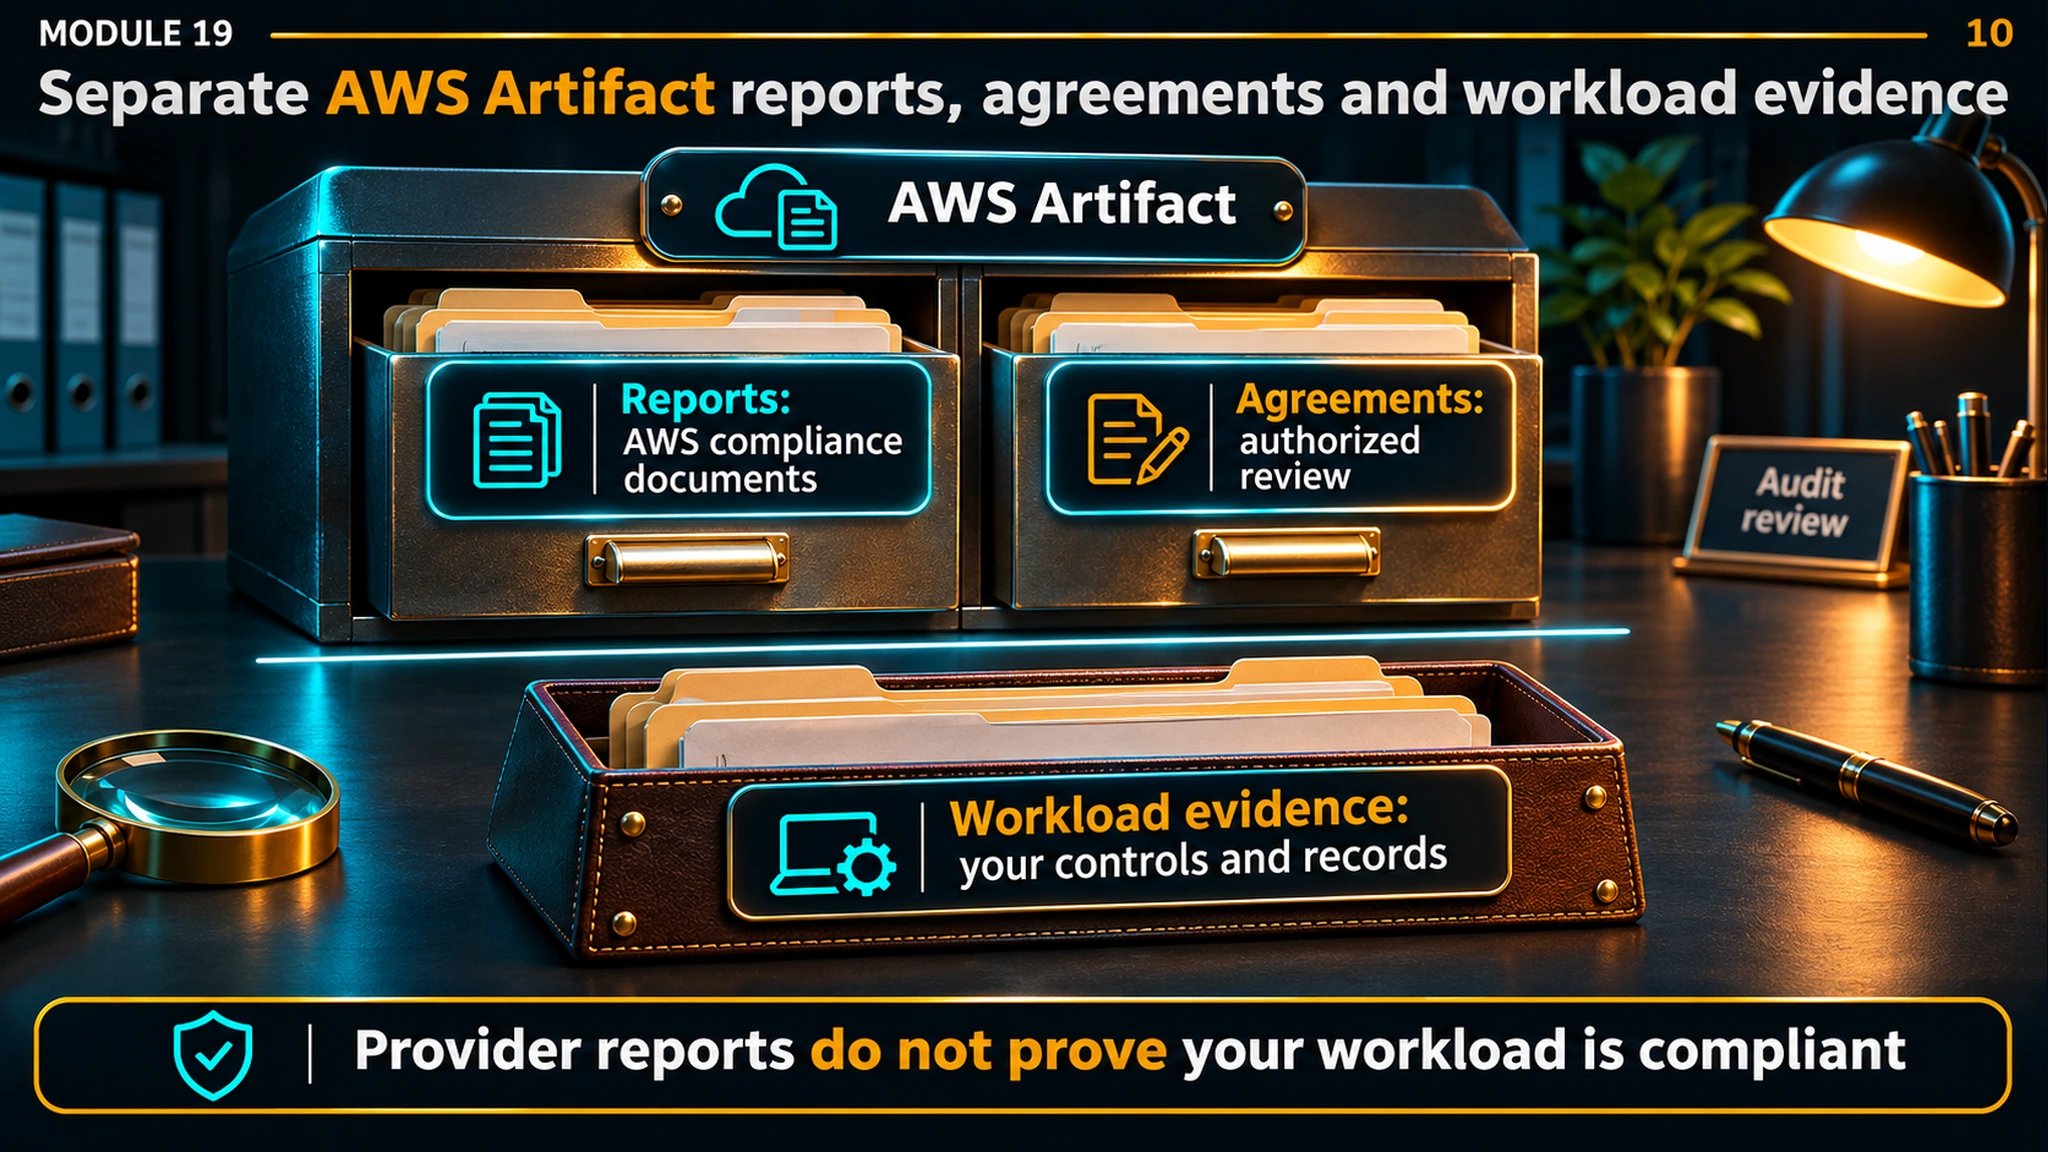 MODULE 19
10
Separate AWS Artifact reports, agreements and workload evidence
AWS Artifact
Reports:
AWS compliance
documents
Agreements:
authorized
review
Audit
review
Workload evidence:
your controls and records
Provider reports do not prove your workload is compliant